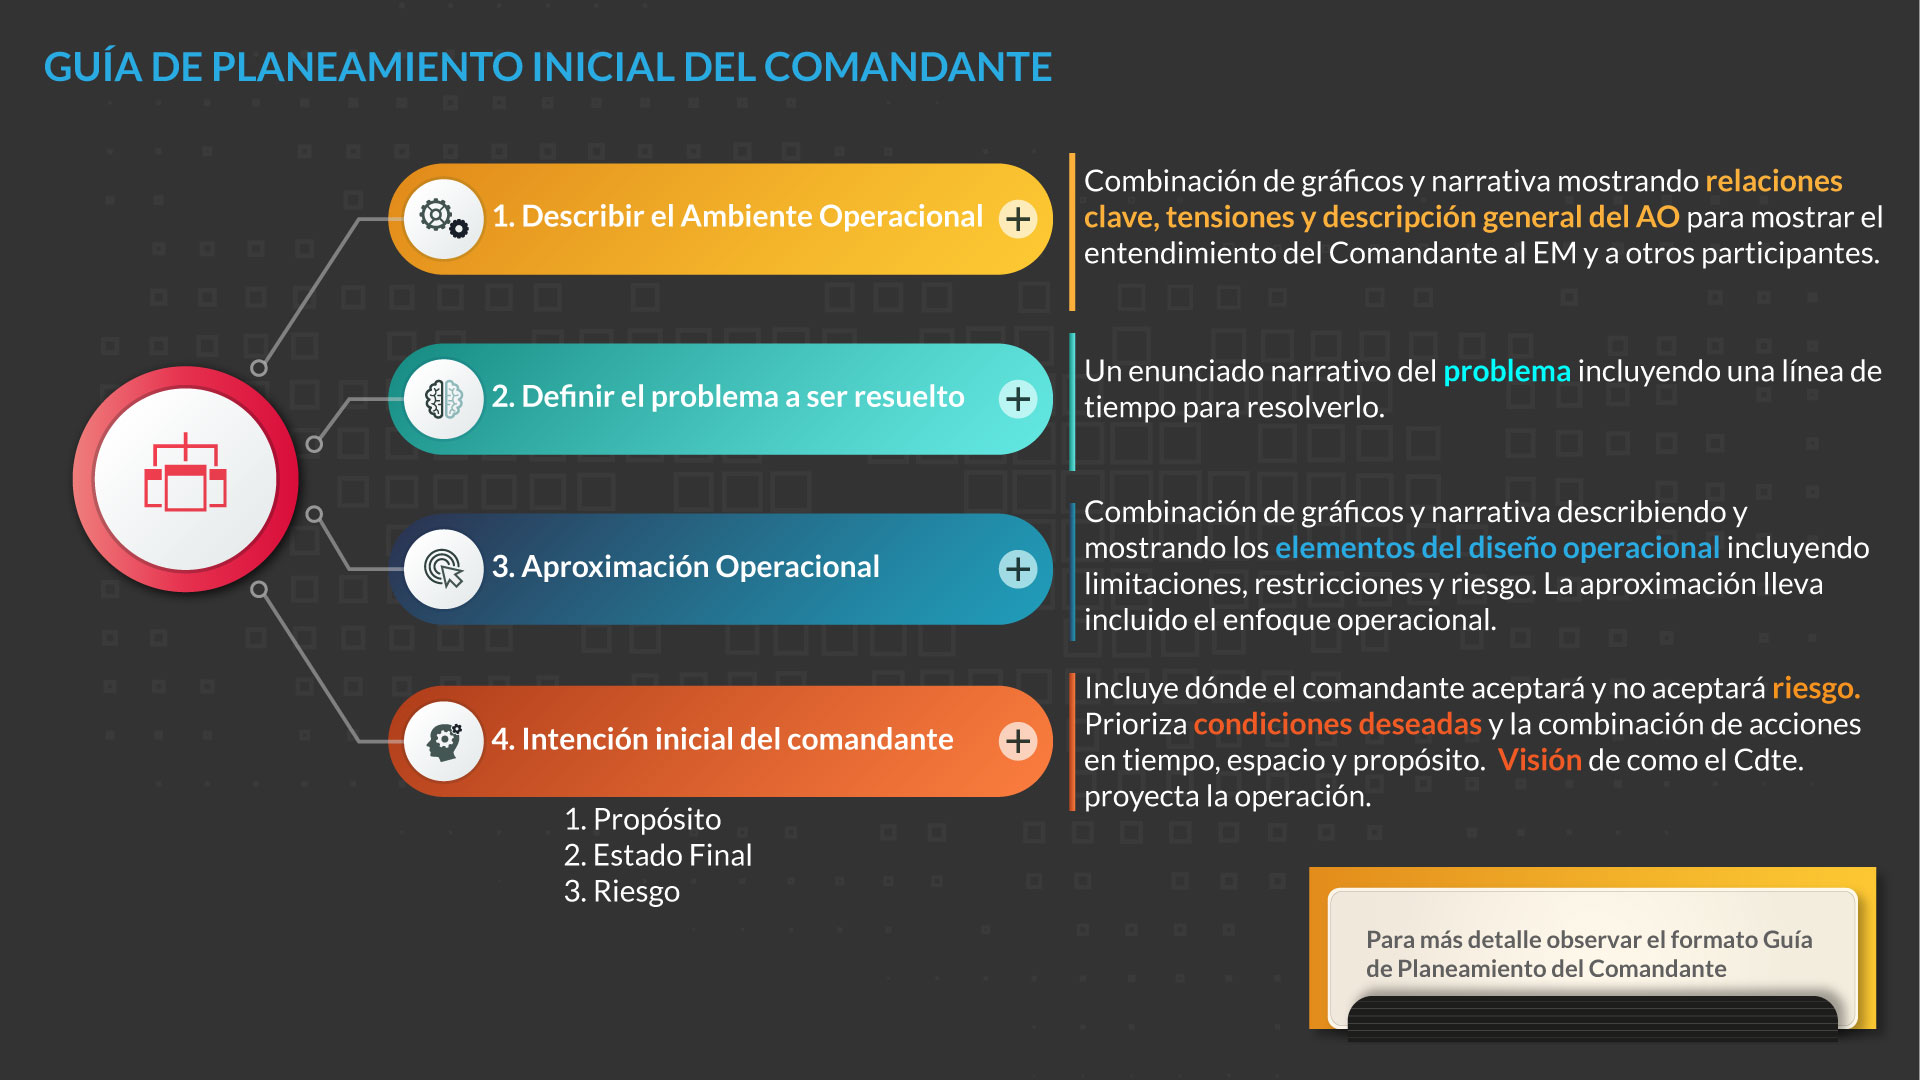 GUÍA DE PLANEAMIENTO INICIAL DEL COMANDANTE
1. Describir el Ambiente Operacional
Combinación de gráficos y narrativa mostrando relaciones
clave, tensiones y descripción general del AO para mostrar el
entendimiento del Comandante al EM y a otros participantes.
2. Definir el problema a ser resuelto
Un enunciado narrativo del problema incluyendo una línea de
tiempo para resolverlo.
3. Aproximación Operacional
Combinación de gráficos y narrativa describiendo y
mostrando los elementos del diseño operacional incluyendo
limitaciones, restricciones y riesgo. La aproximación lleva
incluido el enfoque operacional.
4. Intención inicial del comandante
Incluye dónde el comandante aceptará y no aceptará riesgo.
Prioriza condiciones deseadas y la combinación de acciones
en tiempo, espacio y propósito. Visión de como el Cdte.
proyecta la operación.
1. Propósito
2. Estado Final
3. Riesgo
Para más detalle observar el formato Guía
de Planeamiento del Comandante